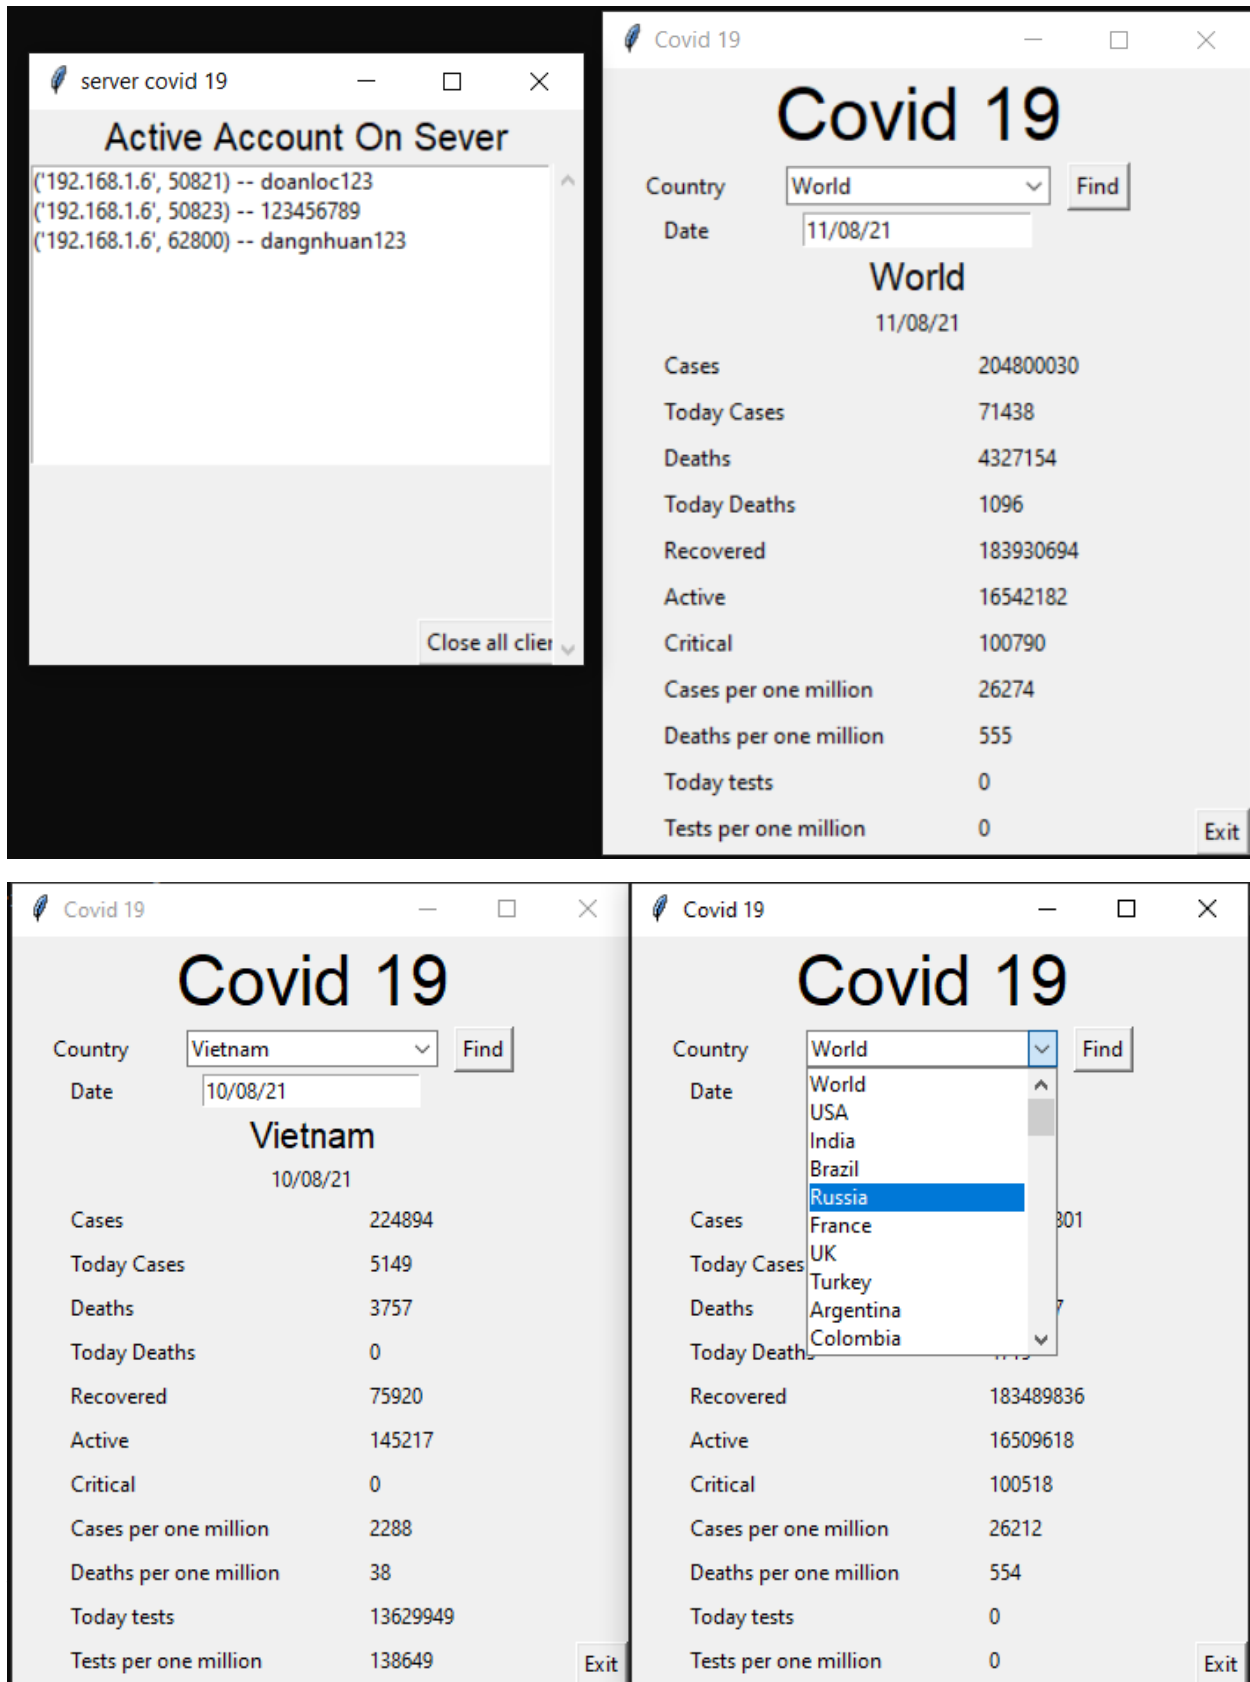 server covid 19
Active Account On Sever
('192.168.1.6', 50821) -- doanloc123
('192.168.1.6', 50823) -- 123456789
('192.168.1.6', 62800) -- dangnhuan123
Close all clier
Covid 19
Covid 19
Country World Find
Date 11/08/21
World
11/08/21
Cases 204800030
Today Cases 71438
Deaths 4327154
Today Deaths 1096
Recovered 183930694
Active 16542182
Critical 100790
Cases per one million 26274
Deaths per one million 555
Today tests 0
Tests per one million 0
Exit
Covid 19
Covid 19
Country Vietnam Find
Date 10/08/21
Vietnam
10/08/21
Cases 224894
Today Cases 5149
Deaths 3757
Today Deaths 0
Recovered 75920
Active 145217
Critical 0
Cases per one million 2288
Deaths per one million 38
Today tests 13629949
Tests per one million 138649
Exit
Covid 19
Covid 19
Country World Find
Date
World
USA
India
Brazil
Russia
France
UK
Turkey
Argentina
Colombia
Cases 301
Today Cases
Deaths 7
Today Deaths
Recovered 183489836
Active 16509618
Critical 100518
Cases per one million 26212
Deaths per one million 554
Today tests 0
Tests per one million 0
Exit